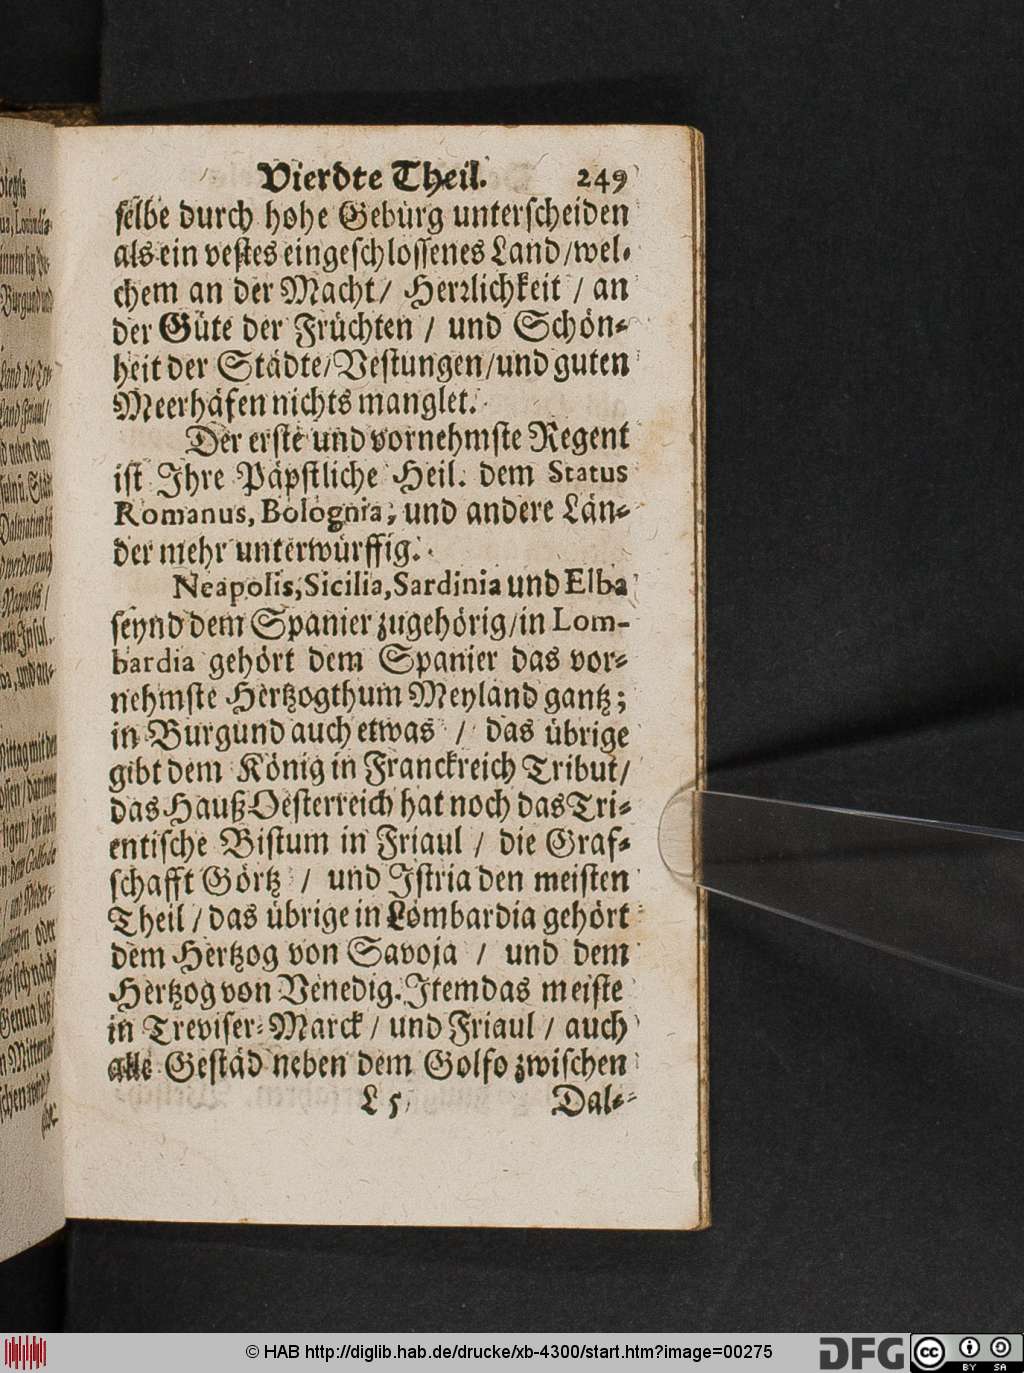 Vierdte Theil. 249
selbe durch hohe Gebürg unterscheiden
als ein vestes eingeschlossenes Land/wel-
chem an der Macht/ Herrlichkeit / an
der Güte der Früchten / und Schön-
heit der Städte/Vestungen/und guten
Meerhäfen nichts manglet.
Der erste und vornehmste Regent
ist Ihre Päpstliche Heil. dem Status
Romanus, Bolognia, und andere Län-
der mehr unterwürffig.
Neapolis, Sicilia, Sardinia und Elba
seynd dem Spanier zugehörig/in Lom-
bardia gehört dem Spanier das vor-
nehmste Hertzogthum Meyland gantz;
in Burgund auch etwas / das übrige
gibt dem König in Franckreich Tribut/
das Hauß Oesterreich hat noch das Tri-
entische Bistum in Friaul / die Graf-
schafft Görtz / und Istria den meisten
Theil / das übrige in Lombardia gehört
dem Hertzog von Savoja / und dem
Hertzog von Venedig. Item das meiste
in Treviser-Marck / und Friaul / auch
alle Gestäd neben dem Golfo zwischen
L 5 Dal-
© HAB http://diglib.hab.de/drucke/xb-4300/start.htm?image=00275
DFG
cc BY SA